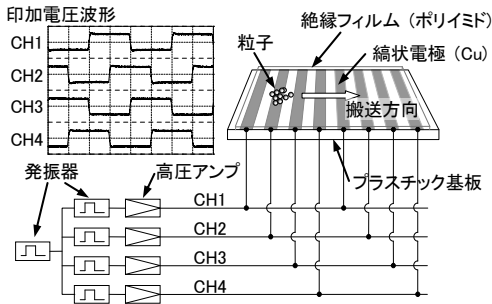 印加電圧波形
CH1
CH2
CH3
CH4
絶縁フィルム (ポリイミド)
粒子
縞状電極 (Cu)
搬送方向
プラスチック基板
発振器
高圧アンプ
CH1
CH2
CH3
CH4